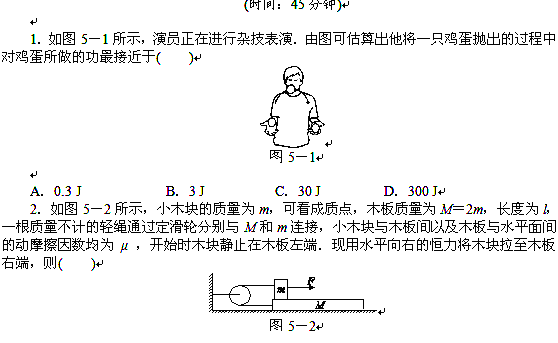 (时间：45分钟)
1. 如图5－1所示，演员正在进行杂技表演．由图可估算出他将一只鸡蛋抛出的过程中
对鸡蛋所做的功最接近于(  )
图5－1
A．0.3 J  B．3 J  C．30 J  D．300 J
2．如图5－2所示，小木块的质量为m，可看成质点，木板质量为M＝2m，长度为l，
一根质量不计的轻绳通过定滑轮分别与M和m连接，小木块与木板间以及木板与水平面间
的动摩擦因数均为μ，开始时木块静止在木板左端．现用水平向右的恒力将木块拉至木板
右端，则(  )
m F
M
图5－2